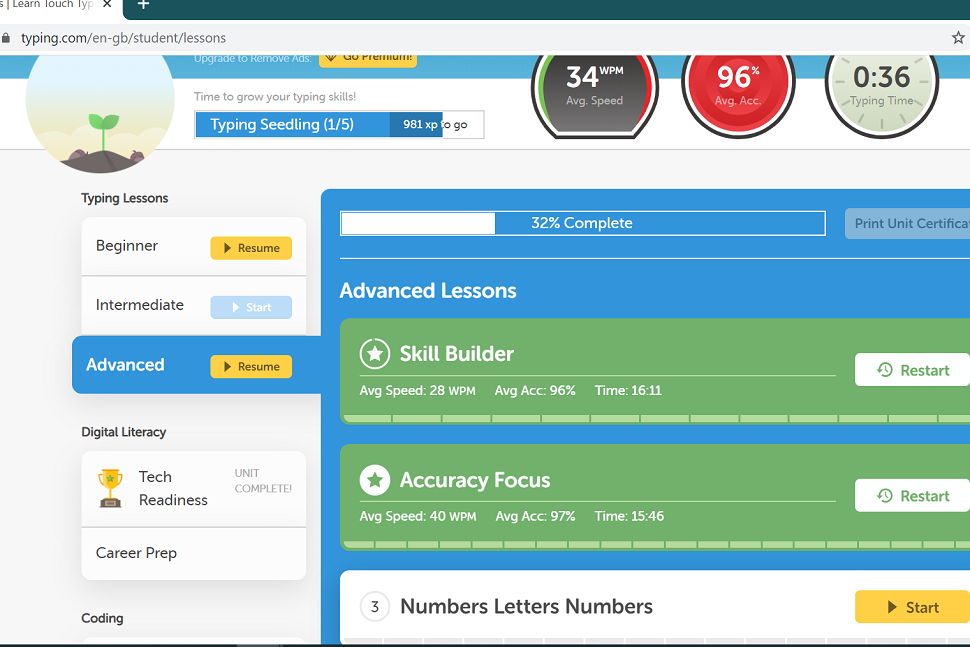 | Learn Touch Typ
typing.com/en-gb/student/lessons
Upgrade to Remove Ads:
Go Premium!
Time to grow your typing skills!
Typing Seedling (1/5)
981 xp to go
34 WPM
Avg. Speed
96%
Avg. Acc.
0:36
Typing Time
Typing Lessons
Beginner
Resume
Intermediate
Start
Advanced
Resume
Digital Literacy
Tech
Readiness
UNIT
COMPLETE!
Career Prep
Coding
32% Complete
Print Unit Certificat
Advanced Lessons
Skill Builder
Avg Speed: 28 WPM Avg Acc: 96% Time: 16:11
Restart
Accuracy Focus
Avg Speed: 40 WPM Avg Acc: 97% Time: 15:46
Restart
3 Numbers Letters Numbers
Start